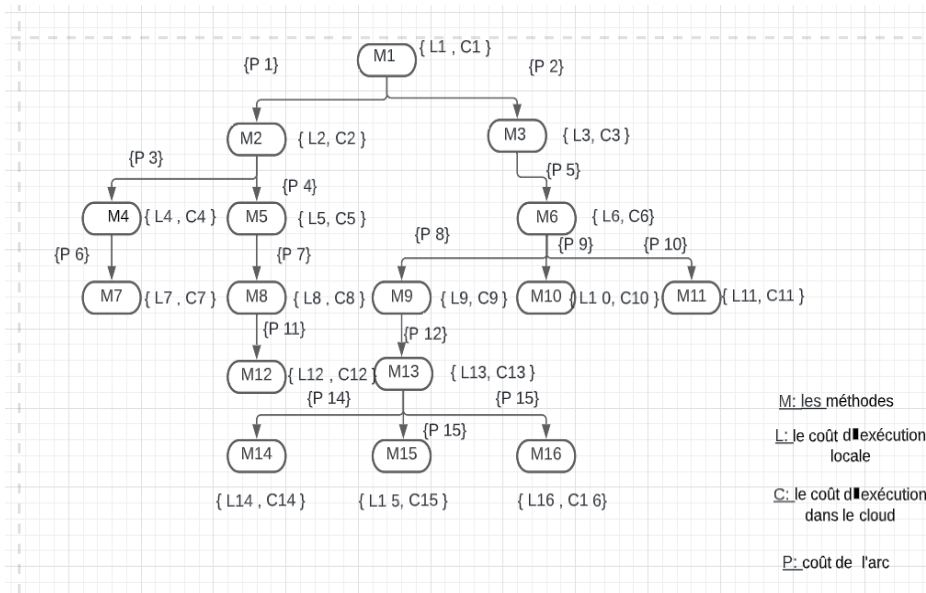 M1
{ L1 , C1 }
{P 1}
{P 2}
M2
{ L2, C2 }
M3
{ L3, C3 }
{P 3}
{P 4}
{P 5}
M4
{ L4 , C4 }
M5
{ L5, C5 }
M6
{ L6, C6}
{P 6}
{P 7}
{P 8}
{P 9}
{P 10}
M7
{ L7 , C7 }
M8
{ L8 , C8 }
M9
{ L9, C9 }
M10
{ L1 0, C10 }
M11
{ L11, C11 }
{P 11}
{P 12}
M12
{ L12 , C12 }
M13
{ L13, C13 }
{P 14}
{P 15}
{P 15}
M14
M15
M16
{ L14 , C14 }
{ L1 5, C15 }
{ L16 , C1 6}
M: les méthodes
L: le coût d▮exécution
locale
C: le coût d▮exécution
dans le cloud
P: coût de l'arc